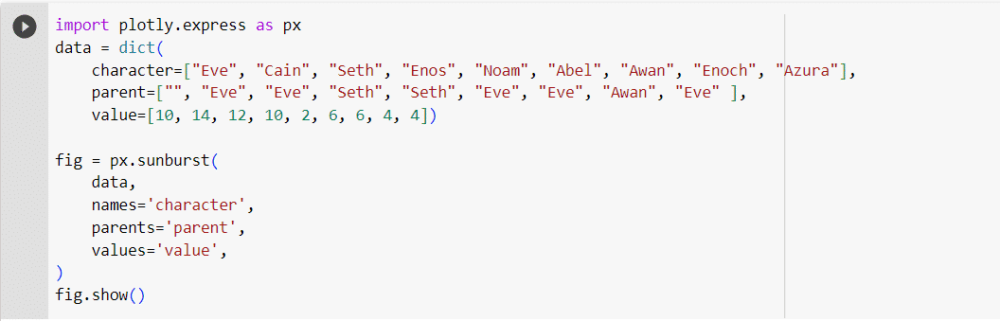 import plotly.express as px
data = dict(
    character=["Eve", "Cain", "Seth", "Enos", "Noam", "Abel", "Awan", "Enoch", "Azura"],
    parent=["", "Eve", "Eve", "Seth", "Seth", "Eve", "Eve", "Awan", "Eve" ],
    value=[10, 14, 12, 10, 2, 6, 6, 4, 4])

fig = px.sunburst(
    data,
    names='character',
    parents='parent',
    values='value',
)
fig.show()